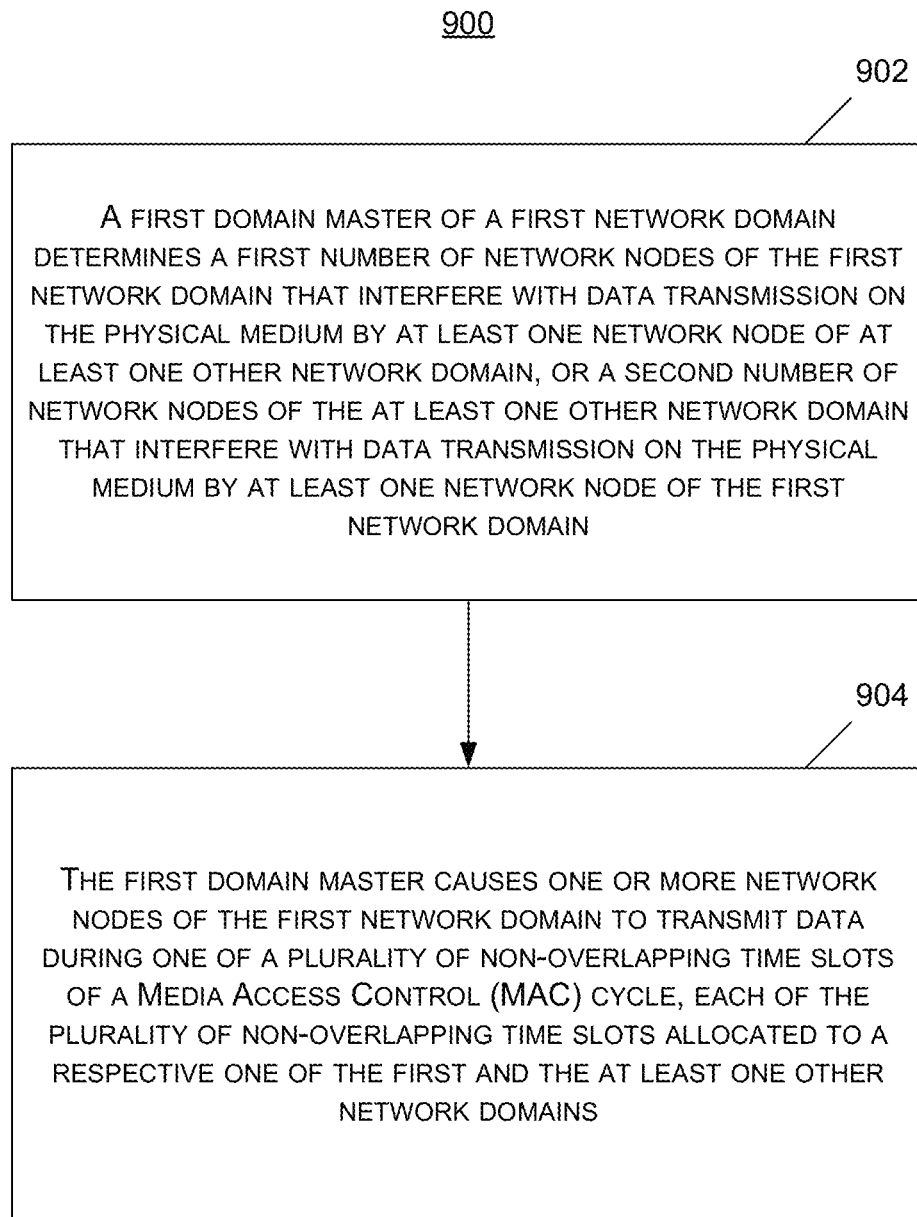 900
902
A FIRST DOMAIN MASTER OF A FIRST NETWORK DOMAIN
DETERMINES A FIRST NUMBER OF NETWORK NODES OF THE FIRST
NETWORK DOMAIN THAT INTERFERE WITH DATA TRANSMISSION ON
THE PHYSICAL MEDIUM BY AT LEAST ONE NETWORK NODE OF AT
LEAST ONE OTHER NETWORK DOMAIN, OR A SECOND NUMBER OF
NETWORK NODES OF THE AT LEAST ONE OTHER NETWORK DOMAIN
THAT INTERFERE WITH DATA TRANSMISSION ON THE PHYSICAL
MEDIUM BY AT LEAST ONE NETWORK NODE OF THE FIRST
NETWORK DOMAIN
904
THE FIRST DOMAIN MASTER CAUSES ONE OR MORE NETWORK
NODES OF THE FIRST NETWORK DOMAIN TO TRANSMIT DATA
DURING ONE OF A PLURALITY OF NON-OVERLAPPING TIME SLOTS
OF A MEDIA ACCESS CONTROL (MAC) CYCLE, EACH OF THE
PLURALITY OF NON-OVERLAPPING TIME SLOTS ALLOCATED TO A
RESPECTIVE ONE OF THE FIRST AND THE AT LEAST ONE OTHER
NETWORK DOMAINS